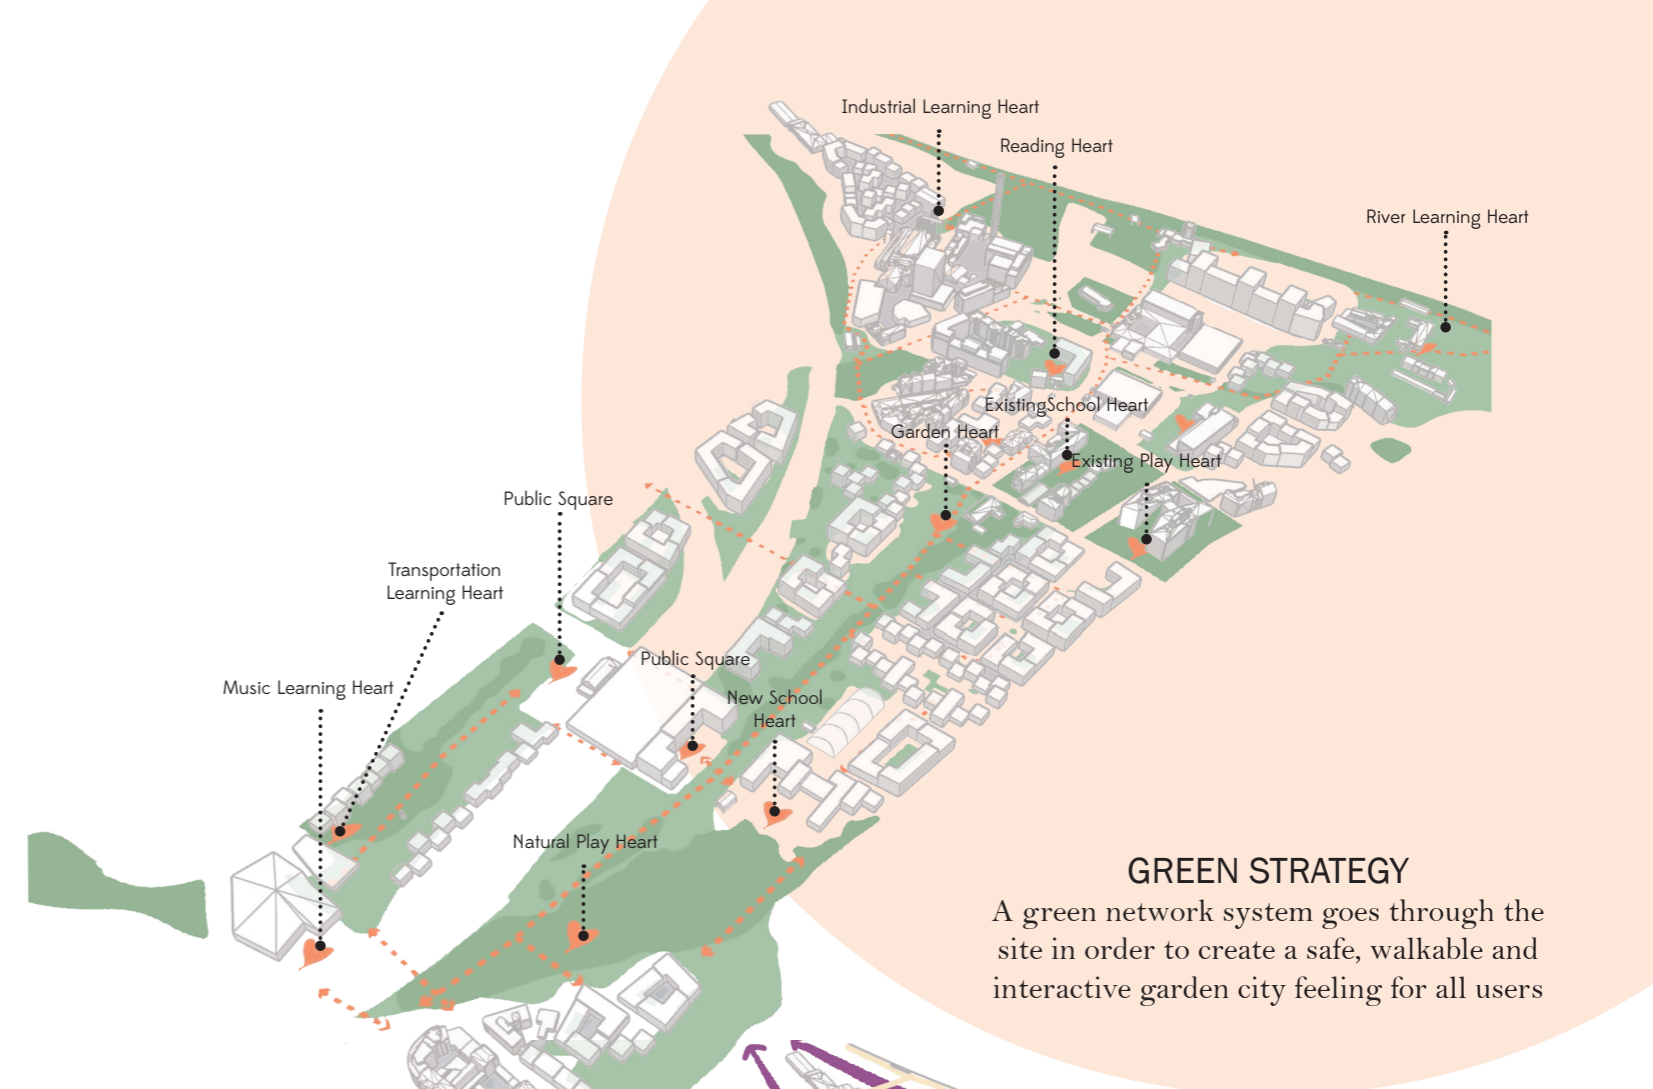 Industrial Learning Heart
Reading Heart
River Learning Heart
ExistingSchool Heart
Garden Heart
Existing Play Heart
Public Square
Transportation
Learning Heart
Public Square
Music Learning Heart
New School
Heart
Natural Play Heart
GREEN STRATEGY
A green network system goes through the
site in order to create a safe, walkable and
interactive garden city feeling for all users